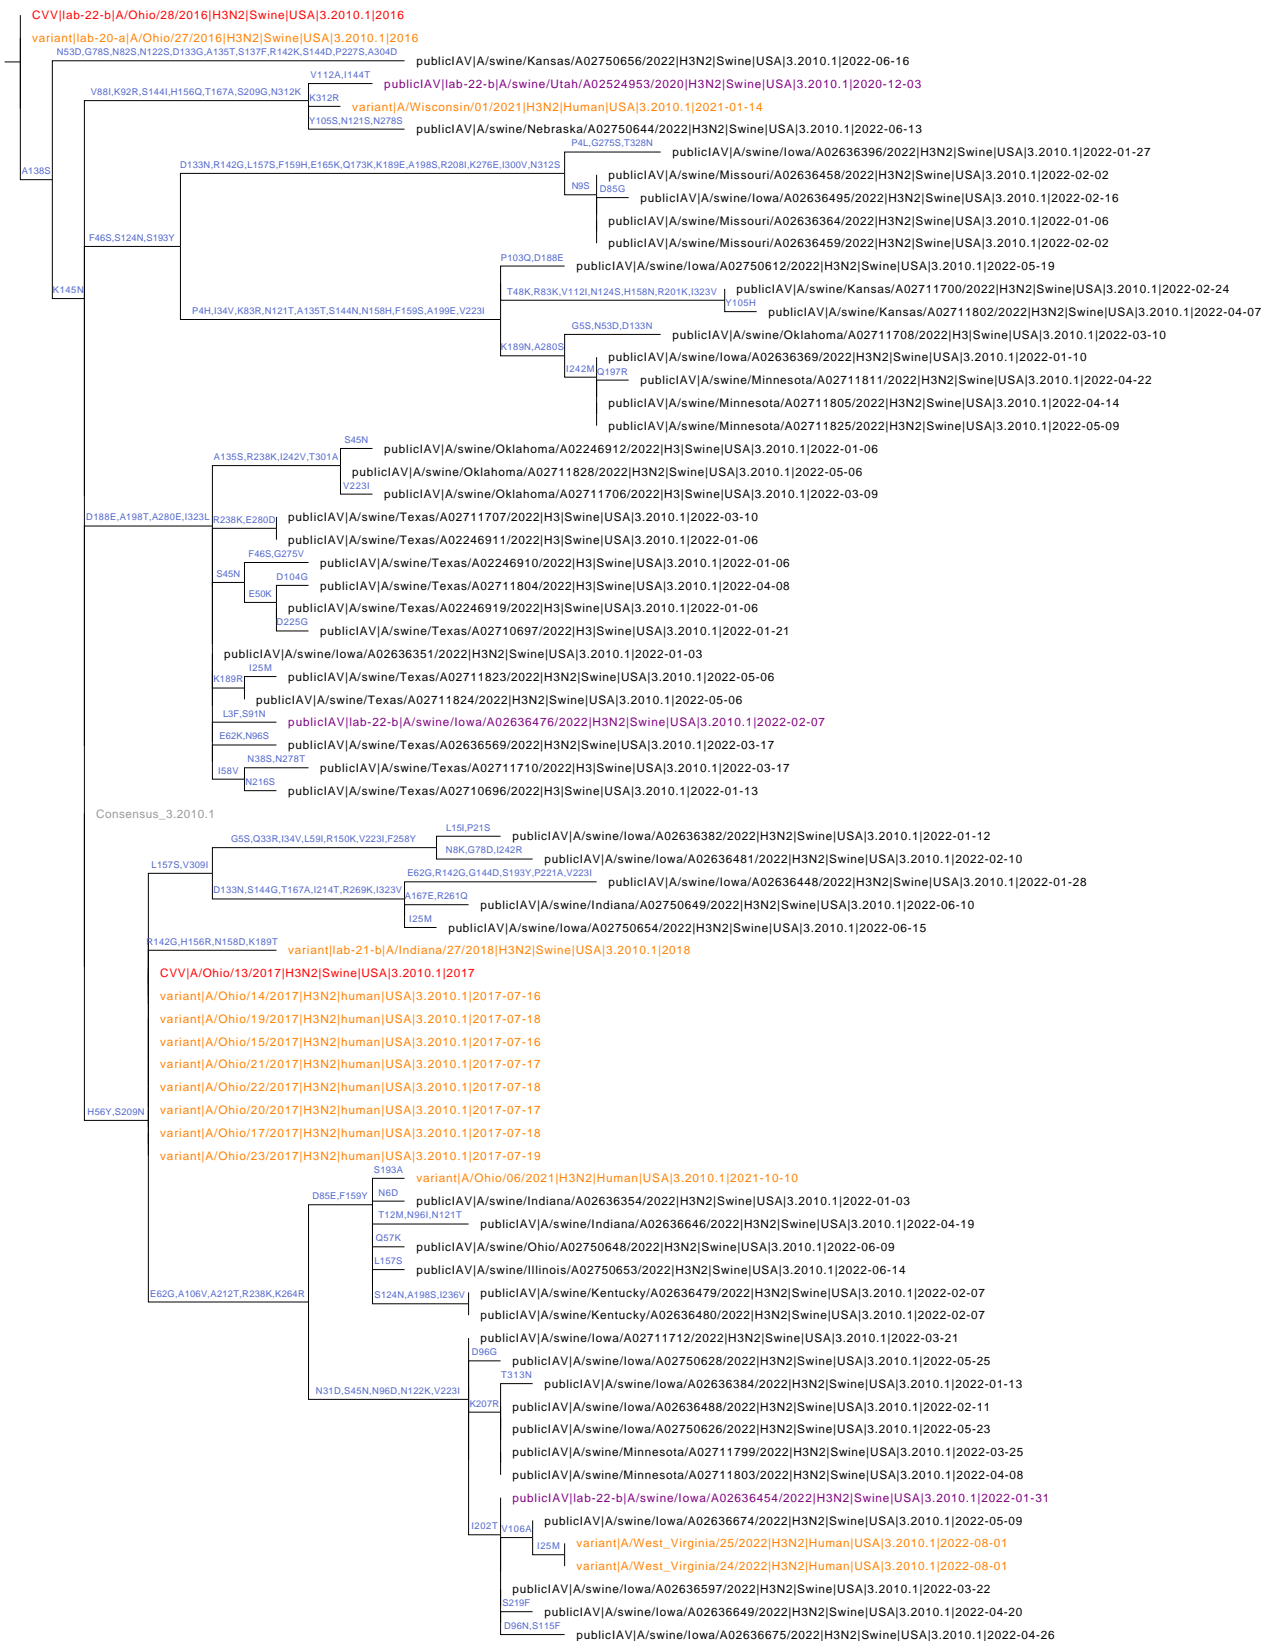 CVV|lab-22-b|A/Ohio/28/2016|H3N2|Swine|USA|3.2010.1|2016
variant|lab-20-a|A/Ohio/27/2016|H3N2|Swine|USA|3.2010.1|2016
N53D,G78S,N82S,N122S,D133G,A135T,S137F,R142K,S144D,P227S,A304D
publicIAV|A/swine/Kansas/A02750656/2022|H3N2|Swine|USA|3.2010.1|2022-06-16
V112A,I144T
publicIAV|lab-22-b|A/swine/Utah/A02524953/2020|H3N2|Swine|USA|3.2010.1|2020-12-03
V88I,K92R,S144I,H156Q,T167A,S209G,N312K
K312R
variant|A/Wisconsin/01/2021|H3N2|Human|USA|3.2010.1|2021-01-14
Y105S,N121S,N278S
publicIAV|A/swine/Nebraska/A02750644/2022|H3N2|Swine|USA|3.2010.1|2022-06-13
P4L,G275S,T328N
publicIAV|A/swine/Iowa/A02636396/2022|H3N2|Swine|USA|3.2010.1|2022-01-27
D133N,R142G,L157S,F159H,E165K,Q173K,K189E,A198S,R208I,K276E,I300V,N312S
A138S
publicIAV|A/swine/Missouri/A02636458/2022|H3N2|Swine|USA|3.2010.1|2022-02-02
N9S
D85G
publicIAV|A/swine/Iowa/A02636495/2022|H3N2|Swine|USA|3.2010.1|2022-02-16
publicIAV|A/swine/Missouri/A02636364/2022|H3N2|Swine|USA|3.2010.1|2022-01-06
F46S,S124N,S193Y
publicIAV|A/swine/Missouri/A02636459/2022|H3N2|Swine|USA|3.2010.1|2022-02-02
P103Q,D188E
publicIAV|A/swine/Iowa/A02750612/2022|H3N2|Swine|USA|3.2010.1|2022-05-19
K145N
T48K,R83K,V112I,N124S,H158N,R201K,I323V
publicIAV|A/swine/Kansas/A02711700/2022|H3N2|Swine|USA|3.2010.1|2022-02-24
Y105H
publicIAV|A/swine/Kansas/A02711802/2022|H3N2|Swine|USA|3.2010.1|2022-04-07
P4H,I34V,K83R,N121T,A135T,S144N,N158H,F159S,A199E,V223I
G5S,N53D,D133N
publicIAV|A/swine/Oklahoma/A02711708/2022|H3|Swine|USA|3.2010.1|2022-03-10
K189N,A280S
publicIAV|A/swine/Iowa/A02636369/2022|H3N2|Swine|USA|3.2010.1|2022-01-10
I242M
Q197R
publicIAV|A/swine/Minnesota/A02711811/2022|H3N2|Swine|USA|3.2010.1|2022-04-22
publicIAV|A/swine/Minnesota/A02711805/2022|H3N2|Swine|USA|3.2010.1|2022-04-14
publicIAV|A/swine/Minnesota/A02711825/2022|H3N2|Swine|USA|3.2010.1|2022-05-09
S45N
publicIAV|A/swine/Oklahoma/A02246912/2022|H3|Swine|USA|3.2010.1|2022-01-06
A135S,R238K,I242V,T301A
publicIAV|A/swine/Oklahoma/A02711828/2022|H3N2|Swine|USA|3.2010.1|2022-05-06
V223I
publicIAV|A/swine/Oklahoma/A02711706/2022|H3|Swine|USA|3.2010.1|2022-03-09
D188E,A198T,A280E,I323L
R238K,E280D
publicIAV|A/swine/Texas/A02711707/2022|H3|Swine|USA|3.2010.1|2022-03-10
publicIAV|A/swine/Texas/A02246911/2022|H3|Swine|USA|3.2010.1|2022-01-06
F46S,G275V
publicIAV|A/swine/Texas/A02246910/2022|H3|Swine|USA|3.2010.1|2022-01-06
S45N
D104G
publicIAV|A/swine/Texas/A02711804/2022|H3|Swine|USA|3.2010.1|2022-04-08
E50K
publicIAV|A/swine/Texas/A02246919/2022|H3|Swine|USA|3.2010.1|2022-01-06
D225G
publicIAV|A/swine/Texas/A02710697/2022|H3|Swine|USA|3.2010.1|2022-01-21
publicIAV|A/swine/Iowa/A02636351/2022|H3N2|Swine|USA|3.2010.1|2022-01-03
I25M
publicIAV|A/swine/Texas/A02711823/2022|H3N2|Swine|USA|3.2010.1|2022-05-06
K189R
publicIAV|A/swine/Texas/A02711824/2022|H3N2|Swine|USA|3.2010.1|2022-05-06
L3F,S91N
publicIAV|lab-22-b|A/swine/Iowa/A02636476/2022|H3N2|Swine|USA|3.2010.1|2022-02-07
E62K,N96S
publicIAV|A/swine/Texas/A02636569/2022|H3N2|Swine|USA|3.2010.1|2022-03-17
N38S,N278T
publicIAV|A/swine/Texas/A02711710/2022|H3N2|Swine|USA|3.2010.1|2022-03-17
I58V
N216S
publicIAV|A/swine/Texas/A02710696/2022|H3|Swine|USA|3.2010.1|2022-01-13
Consensus_3.2010.1
L15I,P21S
publicIAV|A/swine/Iowa/A02636382/2022|H3N2|Swine|USA|3.2010.1|2022-01-12
G5S,Q33R,I34V,L59I,R150K,V223I,F258Y
N8K,G78D,I242R
publicIAV|A/swine/Iowa/A02636481/2022|H3N2|Swine|USA|3.2010.1|2022-02-10
L157S,V309I
E62G,R142G,G144D,S193Y,P221A,V223I
publicIAV|A/swine/Iowa/A02636448/2022|H3N2|Swine|USA|3.2010.1|2022-01-28
D133N,S144G,T167A,I214T,R269K,I323V
A167E,R261Q
publicIAV|A/swine/Indiana/A02750649/2022|H3N2|Swine|USA|3.2010.1|2022-06-10
I25M
publicIAV|A/swine/Iowa/A02750654/2022|H3N2|Swine|USA|3.2010.1|2022-06-15
R142G,H156R,N158D,K189T
variant|lab-21-b|A/Indiana/27/2018|H3N2|Swine|USA|3.2010.1|2018
CVV|A/Ohio/13/2017|H3N2|Swine|USA|3.2010.1|2017
variant|A/Ohio/14/2017|H3N2|human|USA|3.2010.1|2017-07-16
variant|A/Ohio/19/2017|H3N2|human|USA|3.2010.1|2017-07-18
variant|A/Ohio/15/2017|H3N2|human|USA|3.2010.1|2017-07-16
variant|A/Ohio/21/2017|H3N2|human|USA|3.2010.1|2017-07-17
variant|A/Ohio/22/2017|H3N2|human|USA|3.2010.1|2017-07-18
H56Y,S209N
variant|A/Ohio/20/2017|H3N2|human|USA|3.2010.1|2017-07-17
variant|A/Ohio/17/2017|H3N2|human|USA|3.2010.1|2017-07-18
variant|A/Ohio/23/2017|H3N2|human|USA|3.2010.1|2017-07-19
S193A
variant|A/Ohio/06/2021|H3N2|Human|USA|3.2010.1|2021-10-10
D85E,F159Y
N6D
publicIAV|A/swine/Indiana/A02636354/2022|H3N2|Swine|USA|3.2010.1|2022-01-03
T12M,N96I,N121T
publicIAV|A/swine/Indiana/A02636646/2022|H3N2|Swine|USA|3.2010.1|2022-04-19
Q57K
publicIAV|A/swine/Ohio/A02750648/2022|H3N2|Swine|USA|3.2010.1|2022-06-09
L157S
publicIAV|A/swine/Illinois/A02750653/2022|H3N2|Swine|USA|3.2010.1|2022-06-14
E62G,A106V,A212T,R238K,K264R
S124N,A198S,I236V
publicIAV|A/swine/Kentucky/A02636479/2022|H3N2|Swine|USA|3.2010.1|2022-02-07
publicIAV|A/swine/Kentucky/A02636480/2022|H3N2|Swine|USA|3.2010.1|2022-02-07
publicIAV|A/swine/Iowa/A02711712/2022|H3N2|Swine|USA|3.2010.1|2022-03-21
D96G
publicIAV|A/swine/Iowa/A02750628/2022|H3N2|Swine|USA|3.2010.1|2022-05-25
N31D,S45N,N96D,N122K,V223I
T313N
publicIAV|A/swine/Iowa/A02636384/2022|H3N2|Swine|USA|3.2010.1|2022-01-13
K207R
publicIAV|A/swine/Iowa/A02636488/2022|H3N2|Swine|USA|3.2010.1|2022-02-11
publicIAV|A/swine/Iowa/A02750626/2022|H3N2|Swine|USA|3.2010.1|2022-05-23
publicIAV|A/swine/Minnesota/A02711799/2022|H3N2|Swine|USA|3.2010.1|2022-03-25
publicIAV|A/swine/Minnesota/A02711803/2022|H3N2|Swine|USA|3.2010.1|2022-04-08
publicIAV|lab-22-b|A/swine/Iowa/A02636454/2022|H3N2|Swine|USA|3.2010.1|2022-01-31
I202T
V106A
publicIAV|A/swine/Iowa/A02636674/2022|H3N2|Swine|USA|3.2010.1|2022-05-09
I25M
variant|A/West_Virginia/25/2022|H3N2|Human|USA|3.2010.1|2022-08-01
variant|A/West_Virginia/24/2022|H3N2|Human|USA|3.2010.1|2022-08-01
publicIAV|A/swine/Iowa/A02636597/2022|H3N2|Swine|USA|3.2010.1|2022-03-22
S219F
publicIAV|A/swine/Iowa/A02636649/2022|H3N2|Swine|USA|3.2010.1|2022-04-20
D96N,S115F
publicIAV|A/swine/Iowa/A02636675/2022|H3N2|Swine|USA|3.2010.1|2022-04-26